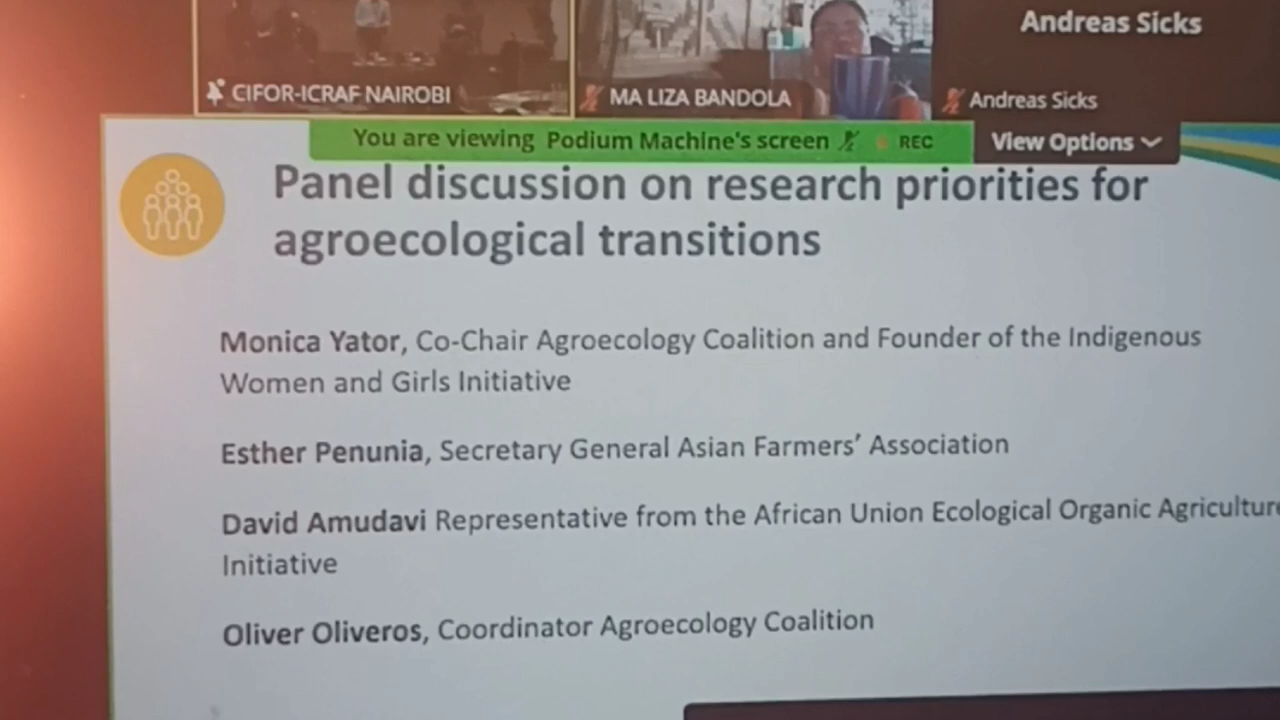 Andreas Sicks
CIFOR-ICRAF NAIROBI
MA LIZA BANDOLA
Andreas Sicks
You are viewing Podium Machine's screen
REC
View Options
Panel discussion on research priorities for
agroecological transitions
Monica Yator, Co-Chair Agroecology Coalition and Founder of the Indigenous
Women and Girls Initiative
Esther Penunia, Secretary General Asian Farmers’ Association
David Amudavi Representative from the African Union Ecological Organic Agriculture
Initiative
Oliver Oliveros, Coordinator Agroecology Coalition